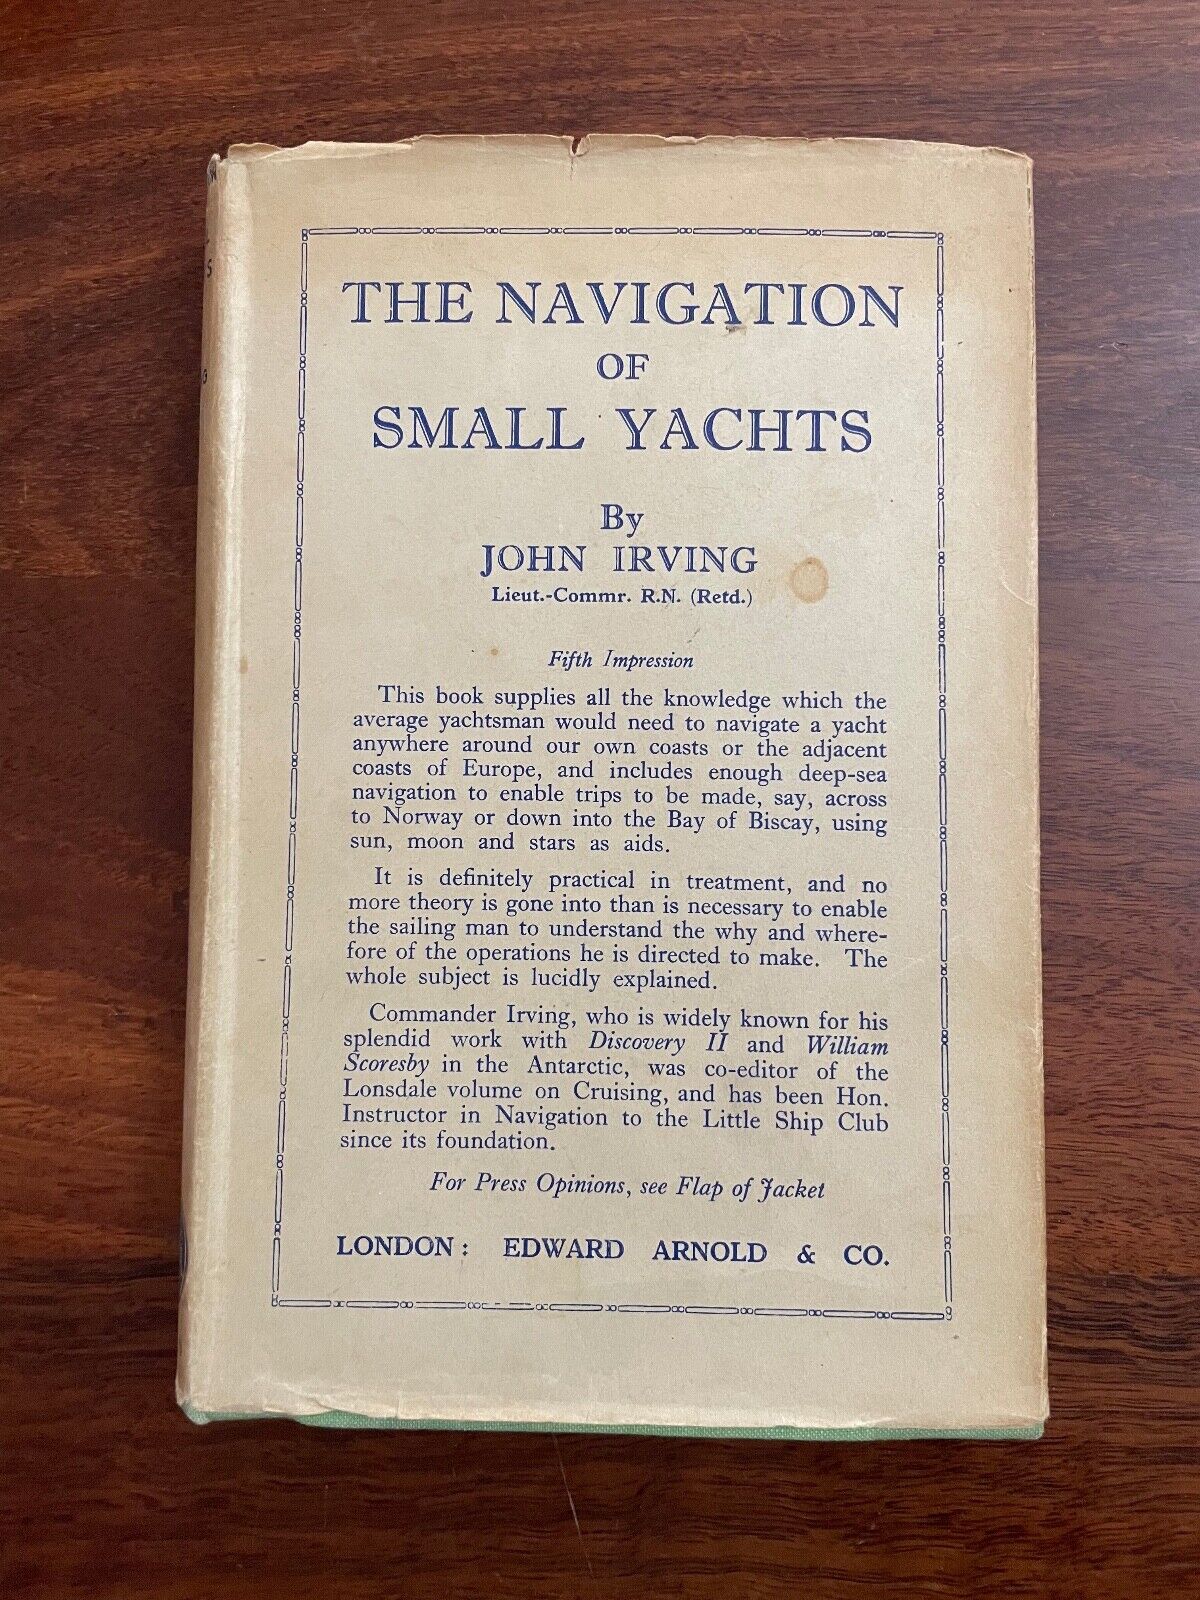 THE NAVIGATION
OF
SMALL YACHTS
By
JOHN IRVING
Lieut.-Commr. R.N. (Retd.)
Fifth Impression
This book supplies all the knowledge which the
average yachtsman would need to navigate a yacht
anywhere around our own coasts or the adjacent
coasts of Europe, and includes enough deep-sea
navigation to enable trips to be made, say, across
to Norway or down into the Bay of Biscay, using
sun, moon and stars as aids.
It is definitely practical in treatment, and no
more theory is gone into than is necessary to enable
the sailing man to understand the why and where-
fore of the operations he is directed to make. The
whole subject is lucidly explained.
Commander Irving, who is widely known for his
splendid work with Discovery II and William
Scoresby in the Antarctic, was co-editor of the
Lonsdale volume on Cruising, and has been Hon.
Instructor in Navigation to the Little Ship Club
since its foundation.
For Press Opinions, see Flap of Jacket
LONDON: EDWARD ARNOLD & CO.